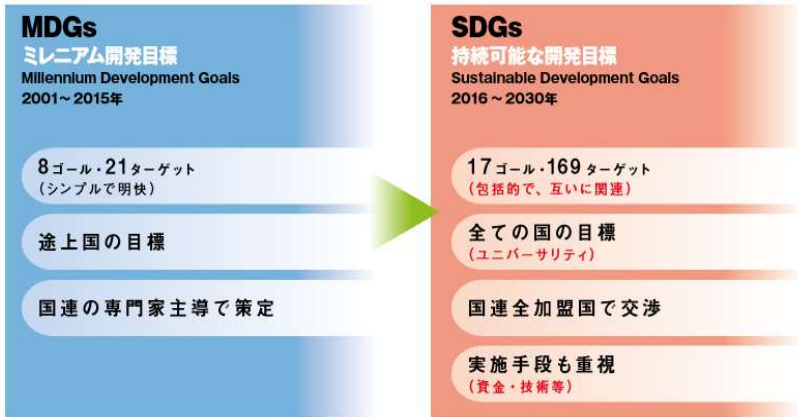 MDGs
ミレニアム開発目標
Millennium Development Goals
2001～2015年
8ゴール・21ターゲット
(シンプルで明快)
途上国の目標
国連の専門家主導で策定
SDGs
持続可能な開発目標
Sustainable Development Goals
2016～2030年
17ゴール・169ターゲット
(包括的で、互いに関連)
全ての国の目標
(ユニバーサリティ)
国連全加盟国で交渉
実施手段も重視
(資金・技術等)